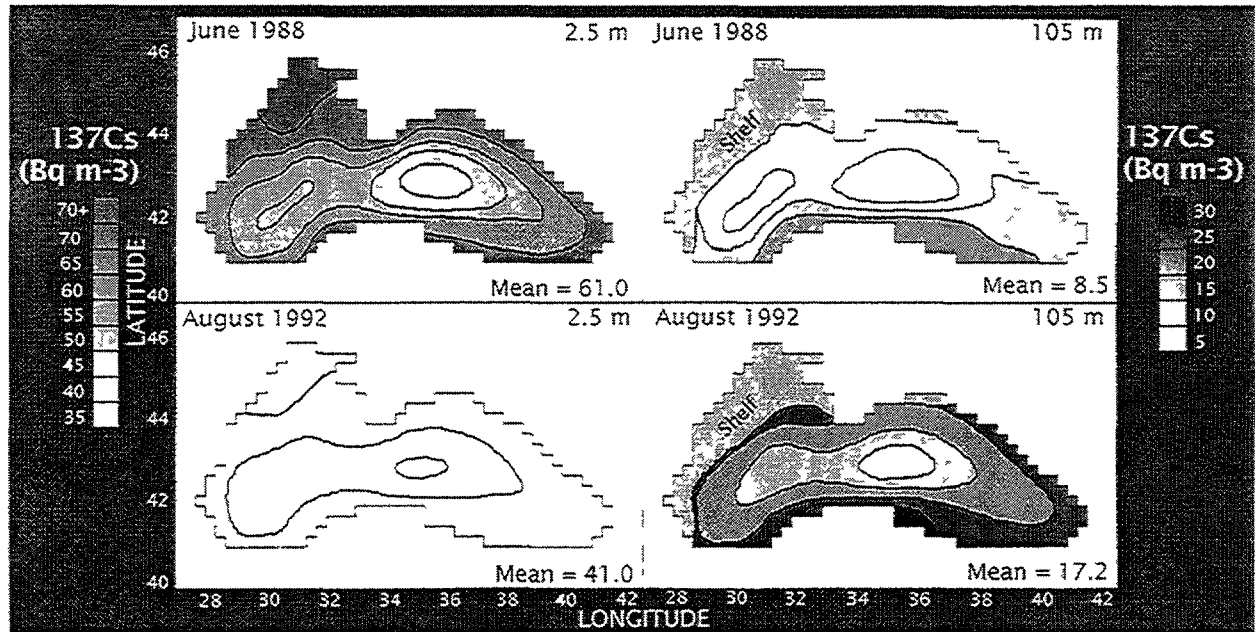 June 1988 2.5 m
June 1988 105 m
46
44
42
40
Shelf
Mean = 61.0
Mean = 8.5
137Cs
(Bq m-3)
70+
70
65
60
55
50
45
40
35
LATITUDE
137Cs
(Bq m-3)
30
25
20
15
10
5
August 1992 2.5 m
August 1992 105 m
46
44
42
40
Shelf
Mean = 41.0
Mean = 17.2
28 30 32 34 36 38 40 42
28 30 32 34 36 38 40 42
LONGITUDE